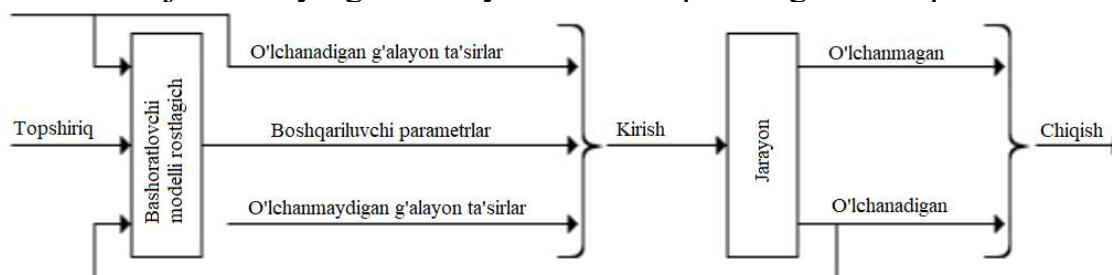 O'lchanadigan g'alayon ta'sirlar
O'lchanmagan
Topshiriq
Bashoratlovchi
modelli rostlagich
Boshqariluvchi parametrlar
Kirish
Jarayon
Chiqish
O'lchanmaydigan g'alayon ta'sirlar
O'lchanadigan